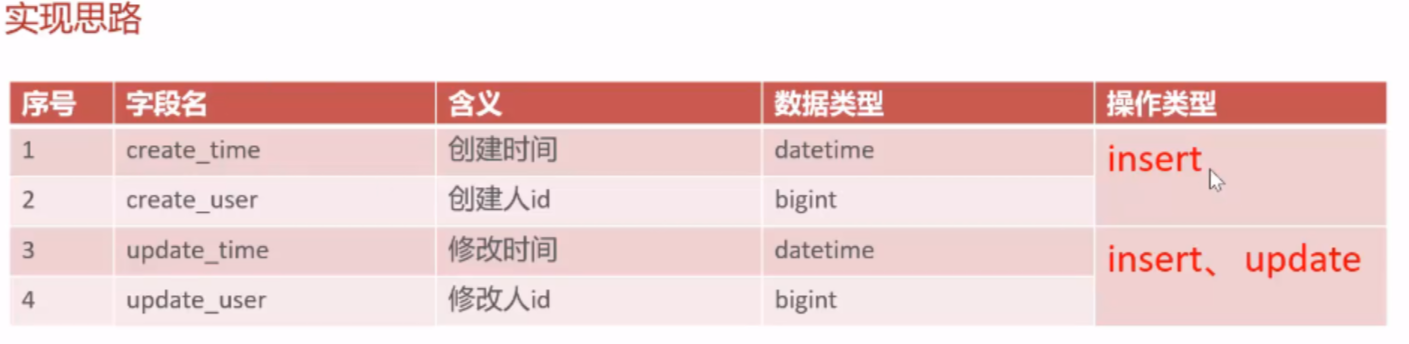 实现思路
序号 字段名 含义 数据类型 操作类型
1 create_time 创建时间 datetime insert
2 create_user 创建人id bigint
3 update_time 修改时间 datetime insert、update
4 update_user 修改人id bigint